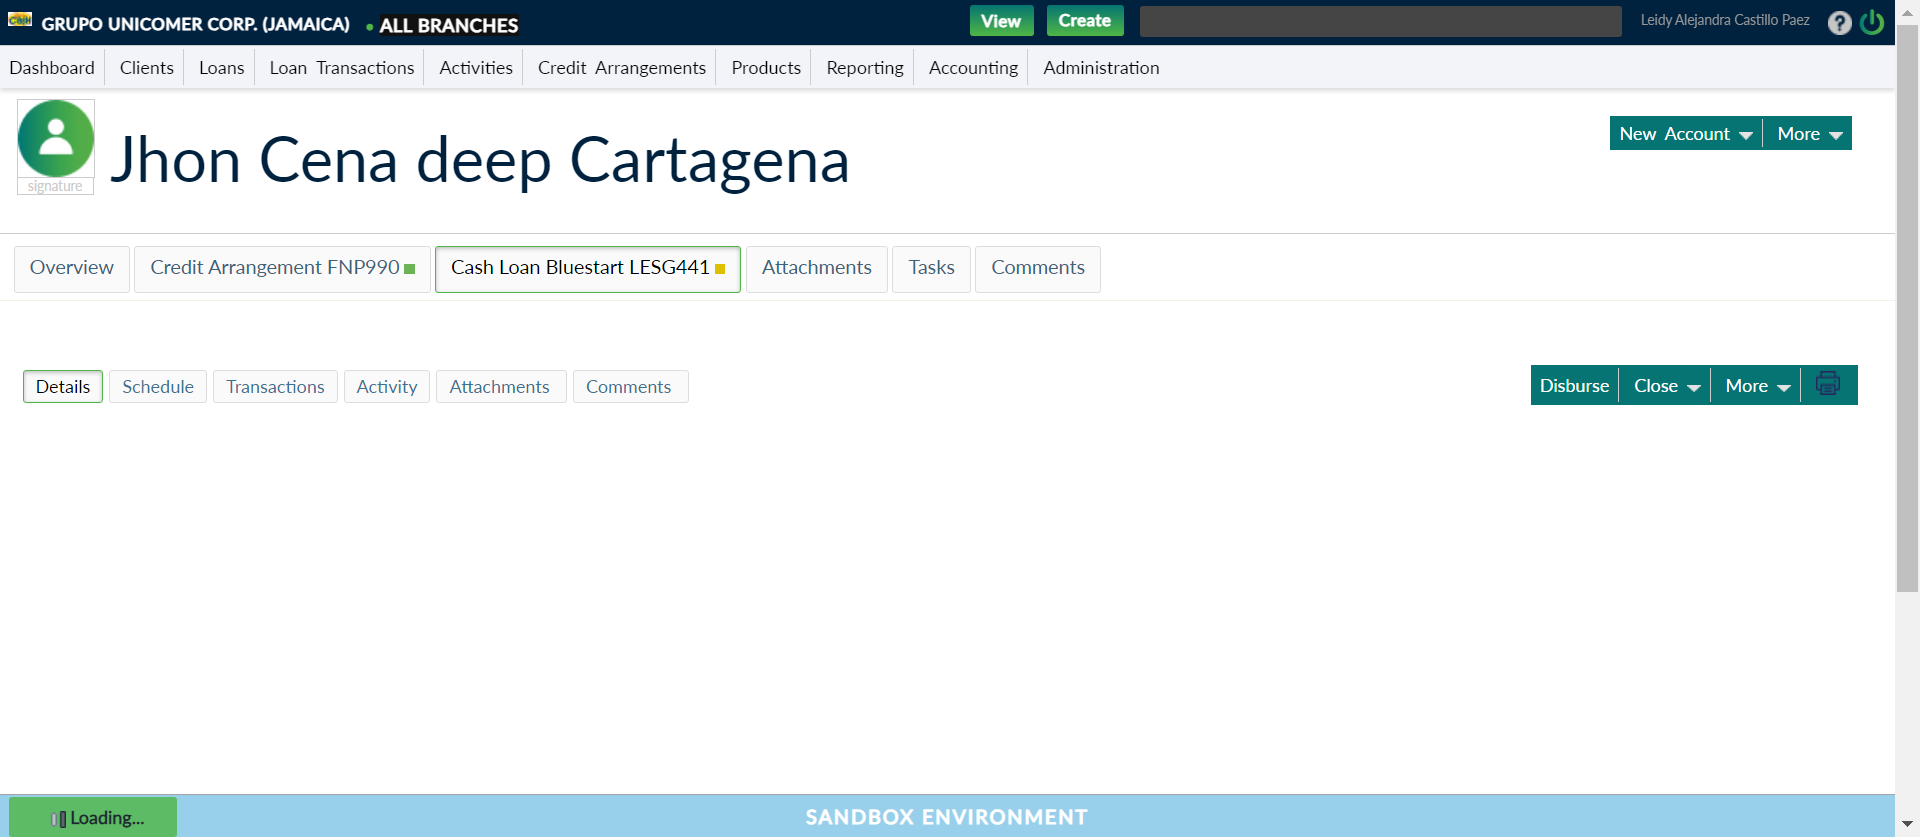 Cash GRUPO UNICOMER CORP. (JAMAICA) ALL BRANCHES View Create Leidy Alejandra Castillo Paez ?
Dashboard Clients Loans Loan Transactions Activities Credit Arrangements Products Reporting Accounting Administration
signature
Jhon Cena deep Cartagena
New Account More
Overview Credit Arrangement FNP990 Cash Loan Bluestart LESG441 Attachments Tasks Comments
Details Schedule Transactions Activity Attachments Comments Disburse Close More
Loading... SANDBOX ENVIRONMENT